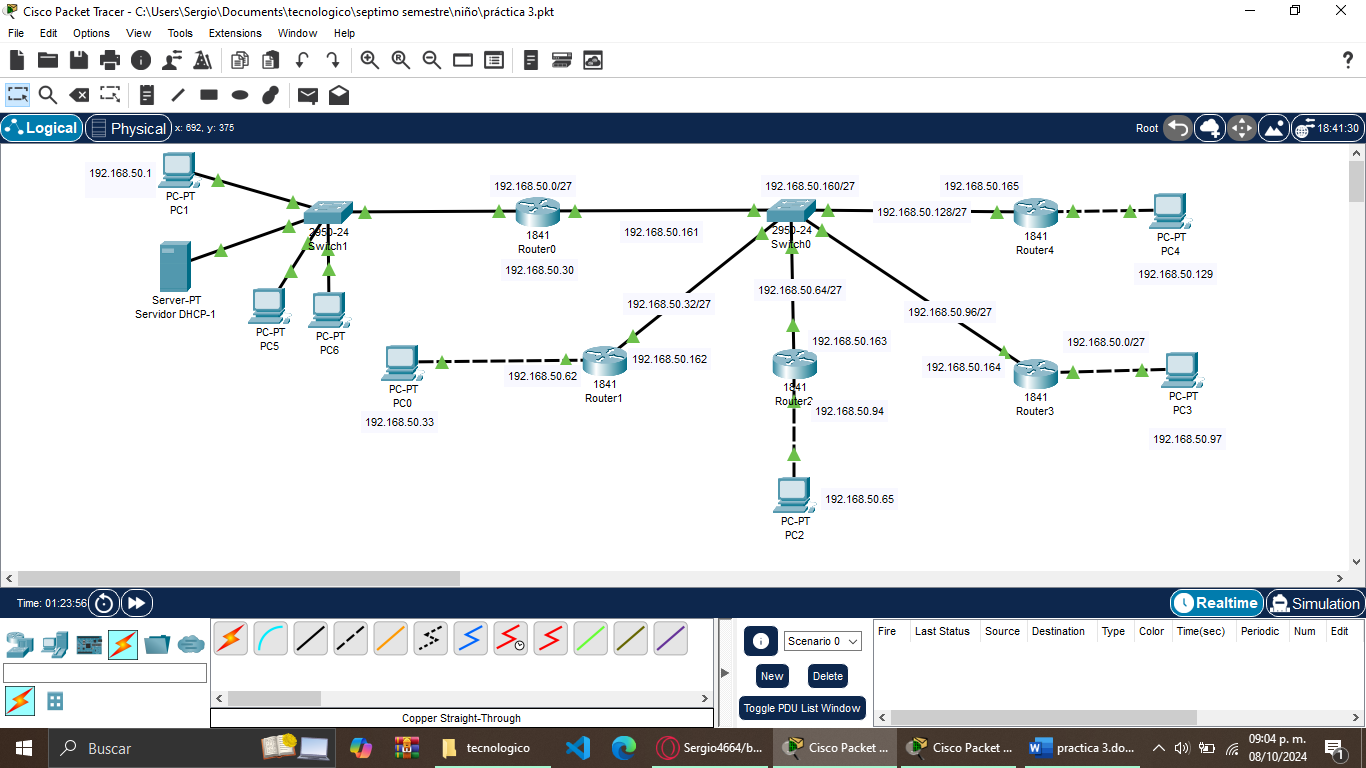 Cisco Packet Tracer - C:\Users\Sergio\Documents\tecnologico\septimo semestre\niño\práctica 3.pkt
File Edit Options View Tools Extensions Window Help
Logical Physical x: 692, y: 375 Root 18:41:30
192.168.50.1
PC-PT
PC1
2950-24
Switch1
Server-PT
Servidor DHCP-1
PC-PT
PC5
PC-PT
PC6
192.168.50.0/27
1841
Router0
192.168.50.30
192.168.50.161
192.168.50.160/27
2950-24
Switch0
192.168.50.165
192.168.50.128/27
1841
Router4
PC-PT
PC4
192.168.50.129
192.168.50.32/27
192.168.50.64/27
192.168.50.96/27
PC-PT
PC0
192.168.50.33
192.168.50.62
1841
Router1
192.168.50.162
192.168.50.163
1841
Router2
192.168.50.94
192.168.50.164
1841
Router3
192.168.50.0/27
PC-PT
PC3
192.168.50.97
192.168.50.65
PC-PT
PC2
Time: 01:23:56
Realtime Simulation
Scenario 0
New Delete
Toggle PDU List Window
Fire Last Status Source Destination Type Color Time(sec) Periodic Num Edit
Copper Straight-Through
Buscar
tecnologico
Sergio4664/b...
Cisco Packet ...
Cisco Packet ...
practica 3.do...
09:04 p. m.
08/10/2024
1